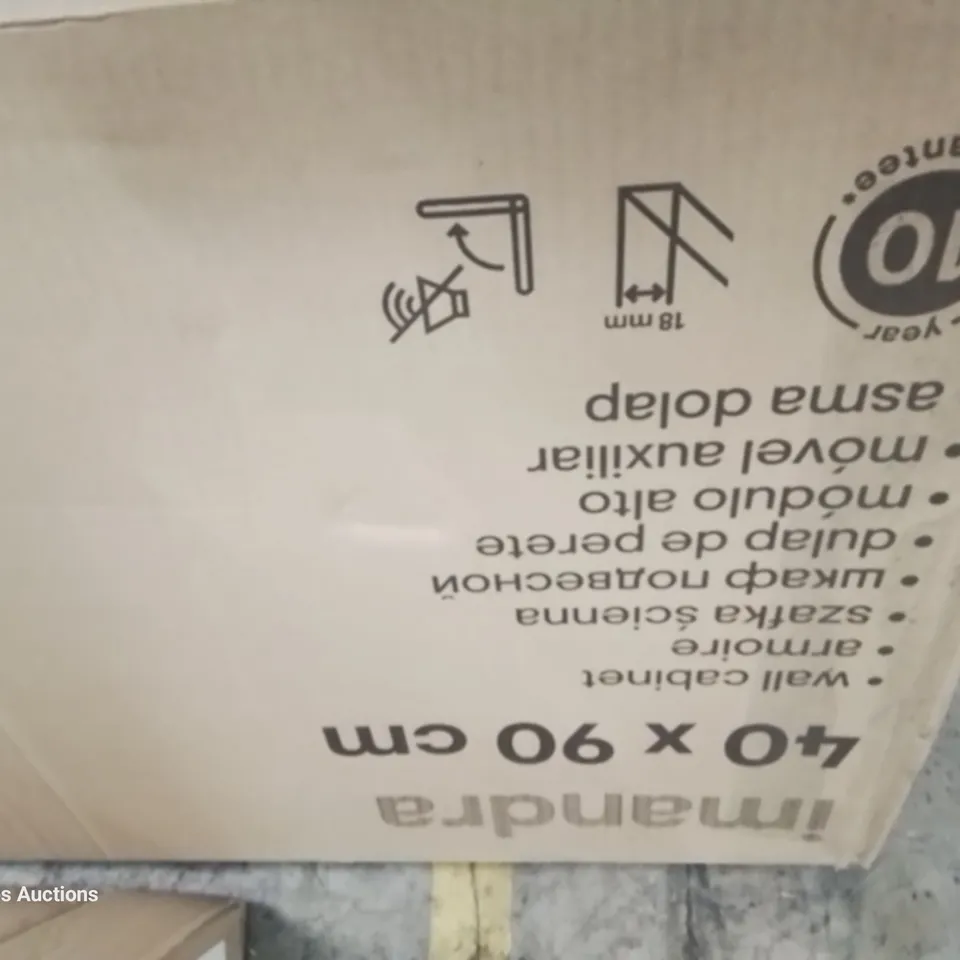 imandra
40 x 90 cm
• wall cabinet
• armoire
• szafka ścienna
• шкаф подвесной
• dulap de perete
• módulo alto
• móvel auxiliar
asma dolap
year
10
18 mm
s Auctions